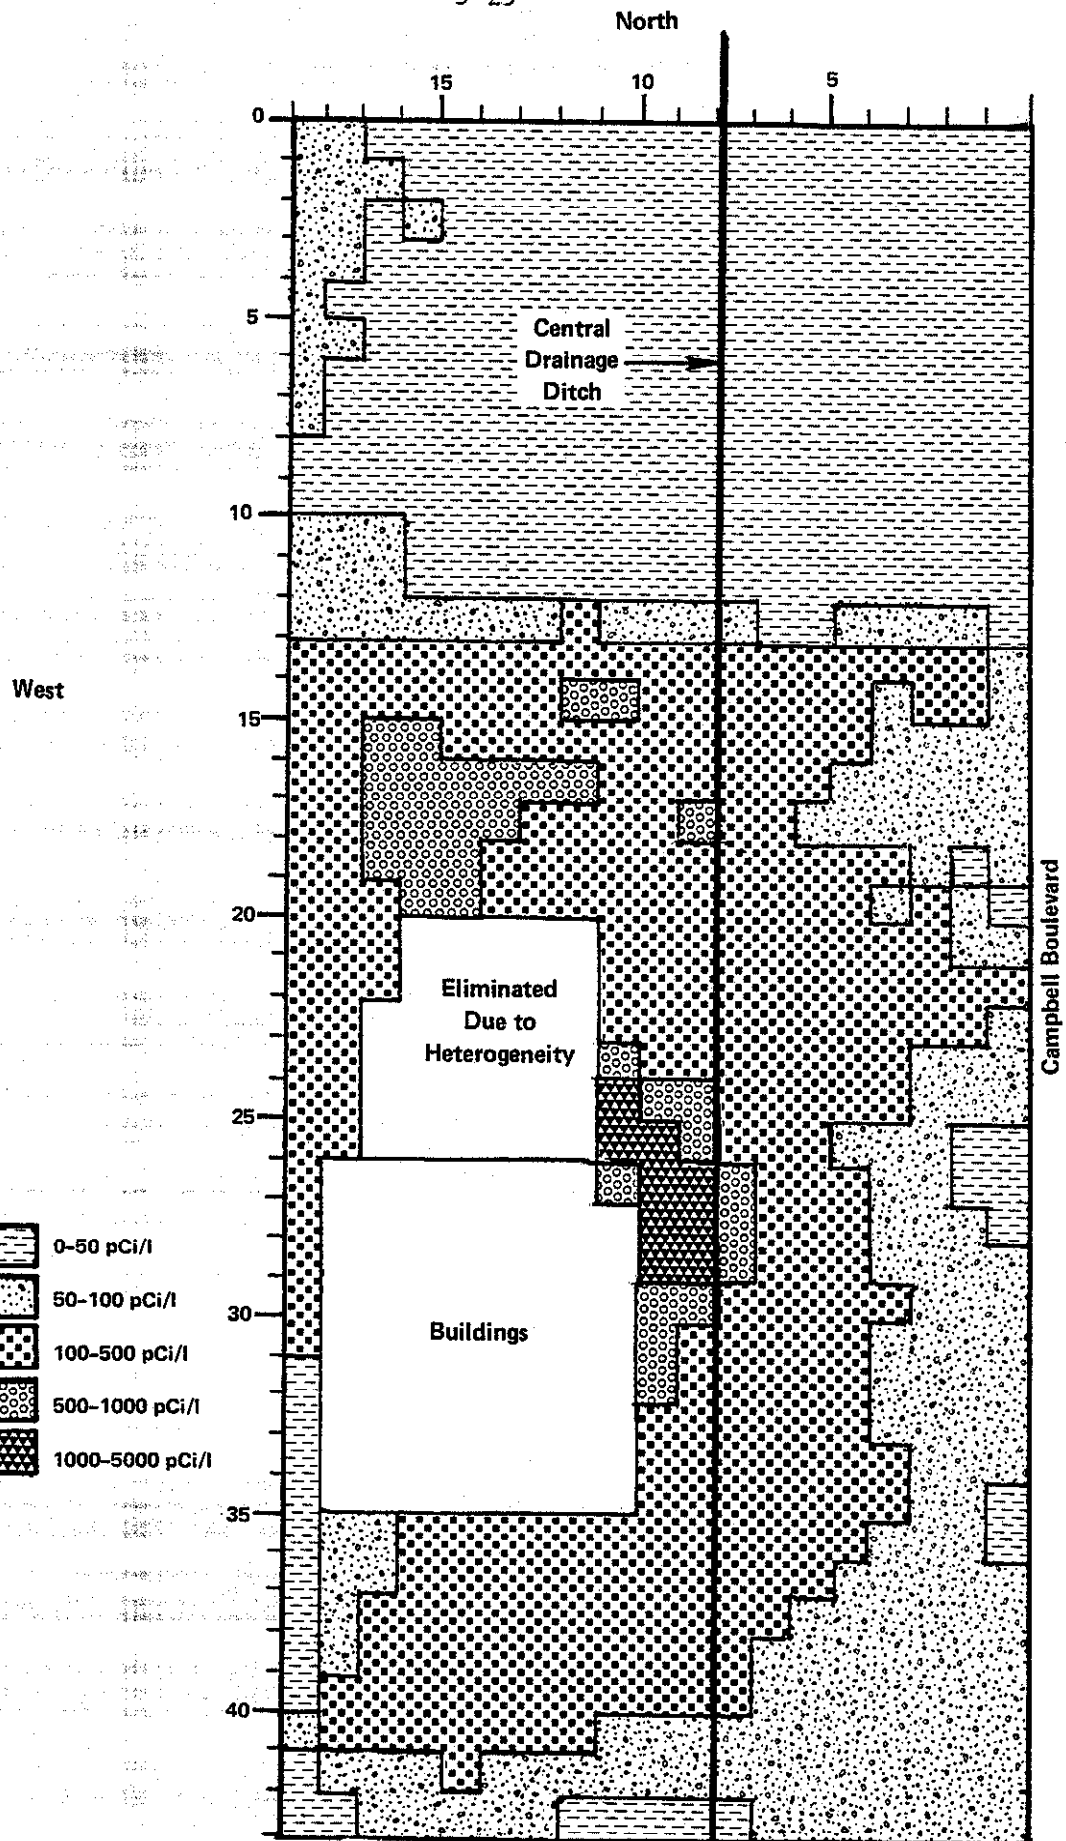 North
15
10
5
0
Central
Drainage
Ditch
5
10
West
15
20
Eliminated
Due to
Heterogeneity
Campbell Boulevard
25
0-50 pCi/l
50-100 pCi/l
30
Buildings
100-500 pCi/l
500-1000 pCi/l
1000-5000 pCi/l
35
40